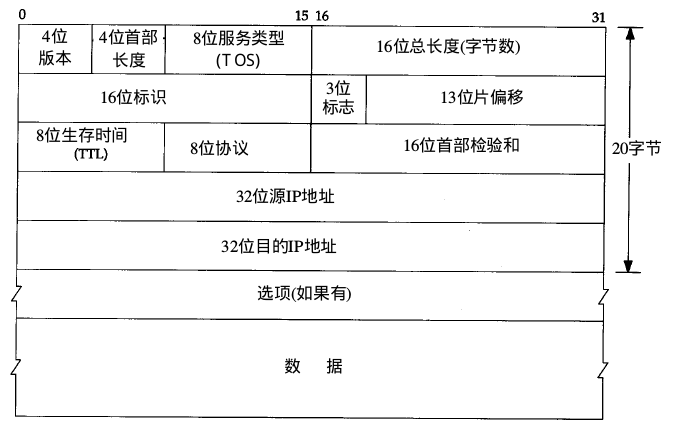 0 15 16 31
4位
版本
4位首部
长度
8位服务类型
(TOS)
16位总长度(字节数)
16位标识
3位
标志
13位片偏移
8位生存时间
(TTL)
8位协议
16位首部检验和
20字节
32位源IP地址
32位目的IP地址
选项(如果有)
数 据